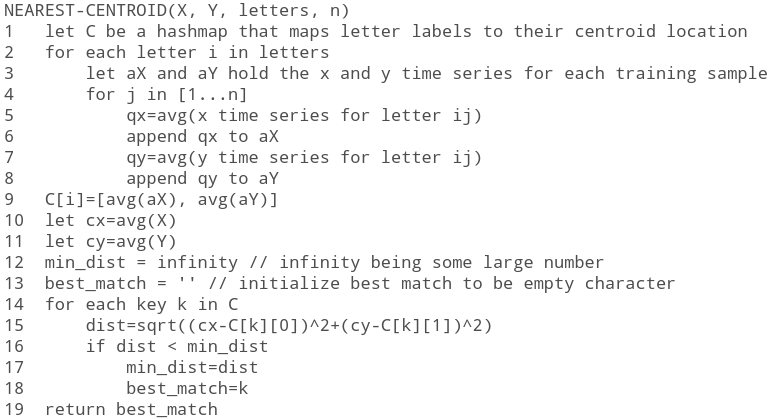 NEAREST-CENTROID(X, Y, letters, n)
1   let C be a hashmap that maps letter labels to their centroid location
2   for each letter i in letters
3       let aX and aY hold the x and y time series for each training sample
4       for j in [1...n]
5           qx=avg(x time series for letter ij)
6           append qx to aX
7           qy=avg(y time series for letter ij)
8           append qy to aY
9   C[i]=[avg(aX), avg(aY)]
10  let cx=avg(X)
11  let cy=avg(Y)
12  min_dist = infinity // infinity being some large number
13  best_match = '' // initialize best match to be empty character
14  for each key k in C
15      dist=sqrt((cx-C[k][0])^2+(cy-C[k][1])^2)
16      if dist < min_dist
17          min_dist=dist
18          best_match=k
19  return best_match